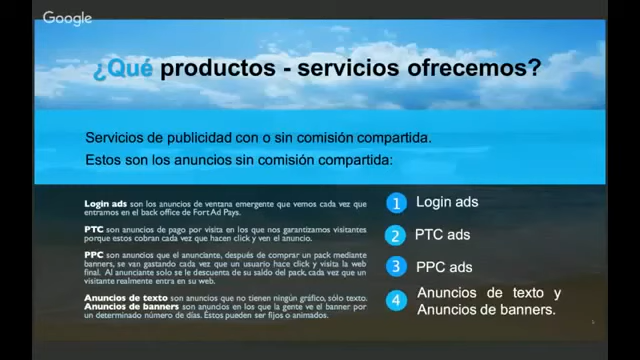 Google
¿Qué productos - servicios ofrecemos?
Servicios de publicidad con o sin comisión compartida.
Estos son los anuncios sin comisión compartida:
Login ads son los anuncios de ventana emergente que vemos cada vez que
entramos en el back office de Fort Ad Pays.
PTC son anuncios de pago por visita en los que nos garantizamos visitantes
porque estos cobran cada vez que hacen click y ven el anuncio.
PPC son anuncios que el anunciante, después de comprar un pack mediante
banners, se van gastando cada vez que un usuario hace click y visita la web
final. Al anunciante solo se le descuenta de su saldo del pack, cada vez que un
visitante realmente entra en su web.
Anuncios de texto son anuncios que no tienen ningún gráfico, sólo texto.
Anuncios de banners son anuncios en los que la gente ve el banner por
un determinado número de días. Éstos pueden ser fijos o animados.
1 Login ads
2 PTC ads
3 PPC ads
4 Anuncios de texto y
Anuncios de banners.